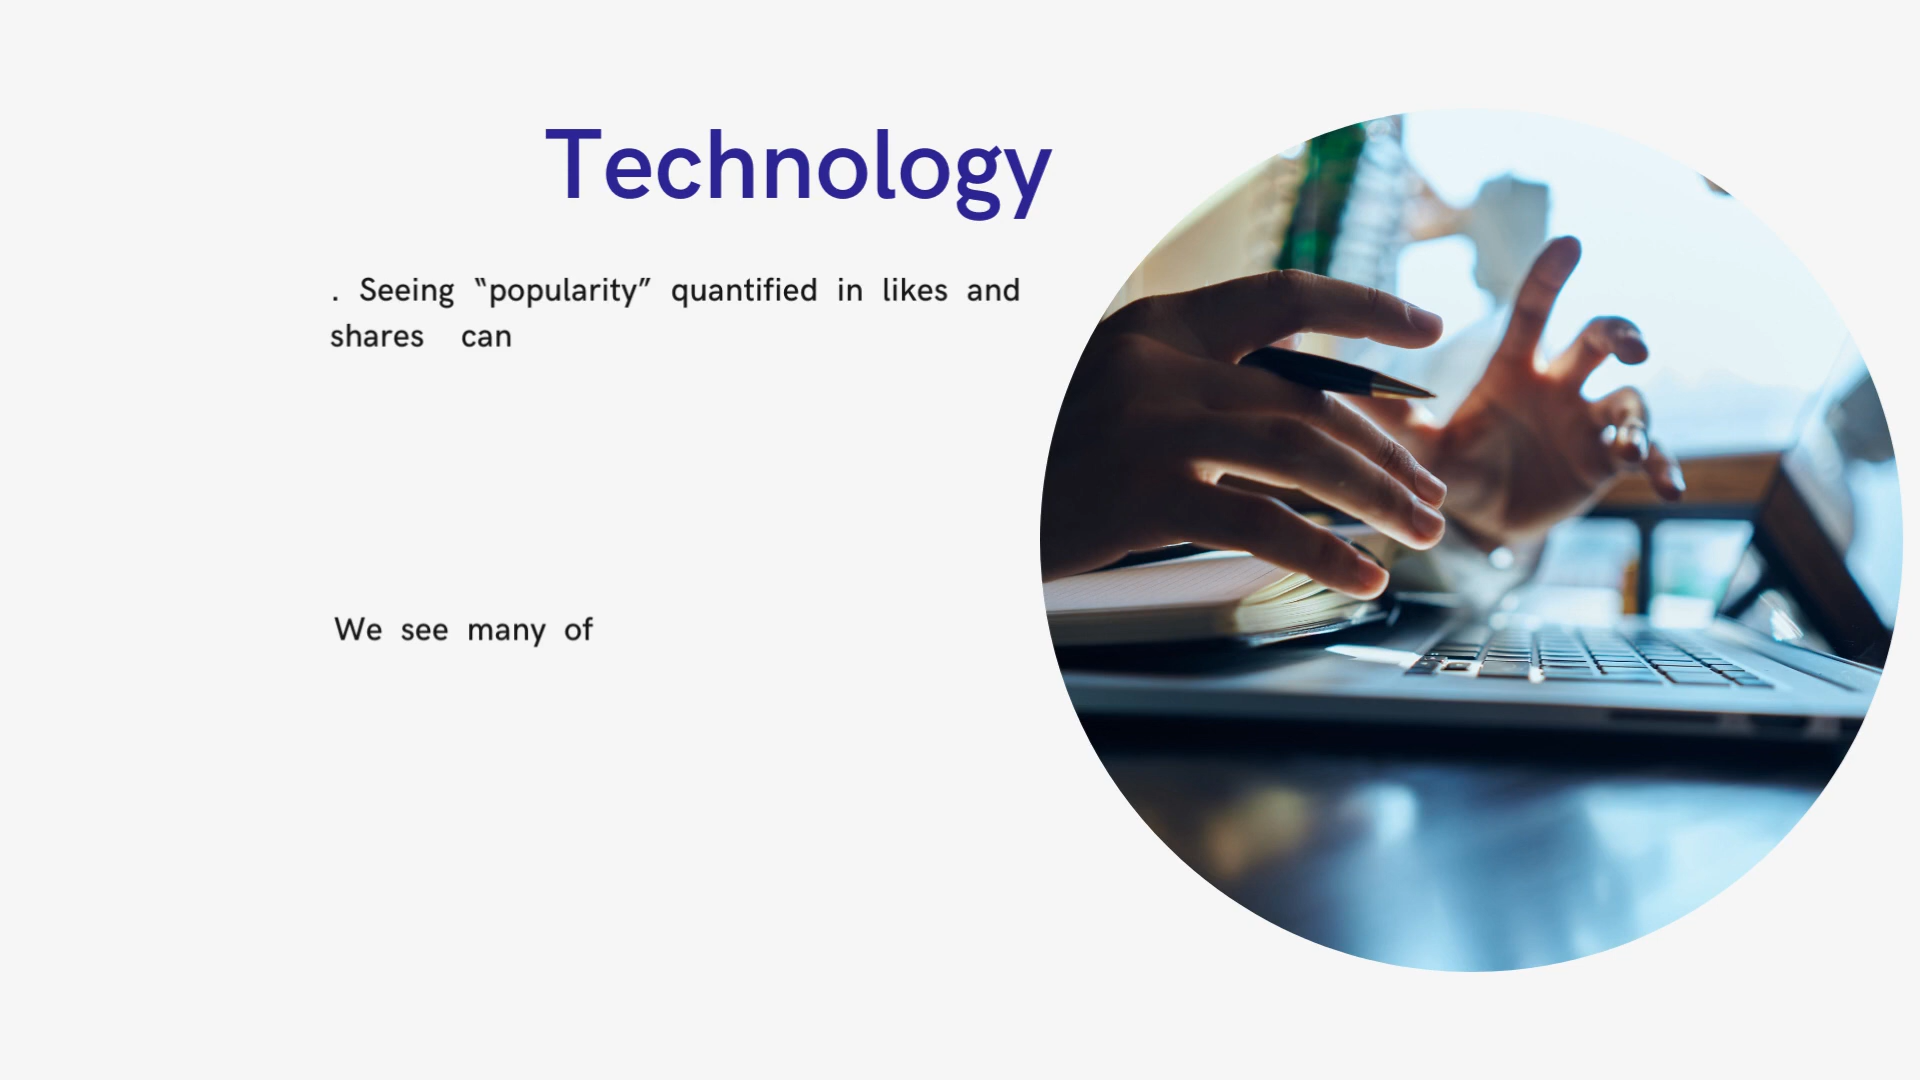 Technology
. Seeing “popularity” quantified in likes and
shares can
We see many of